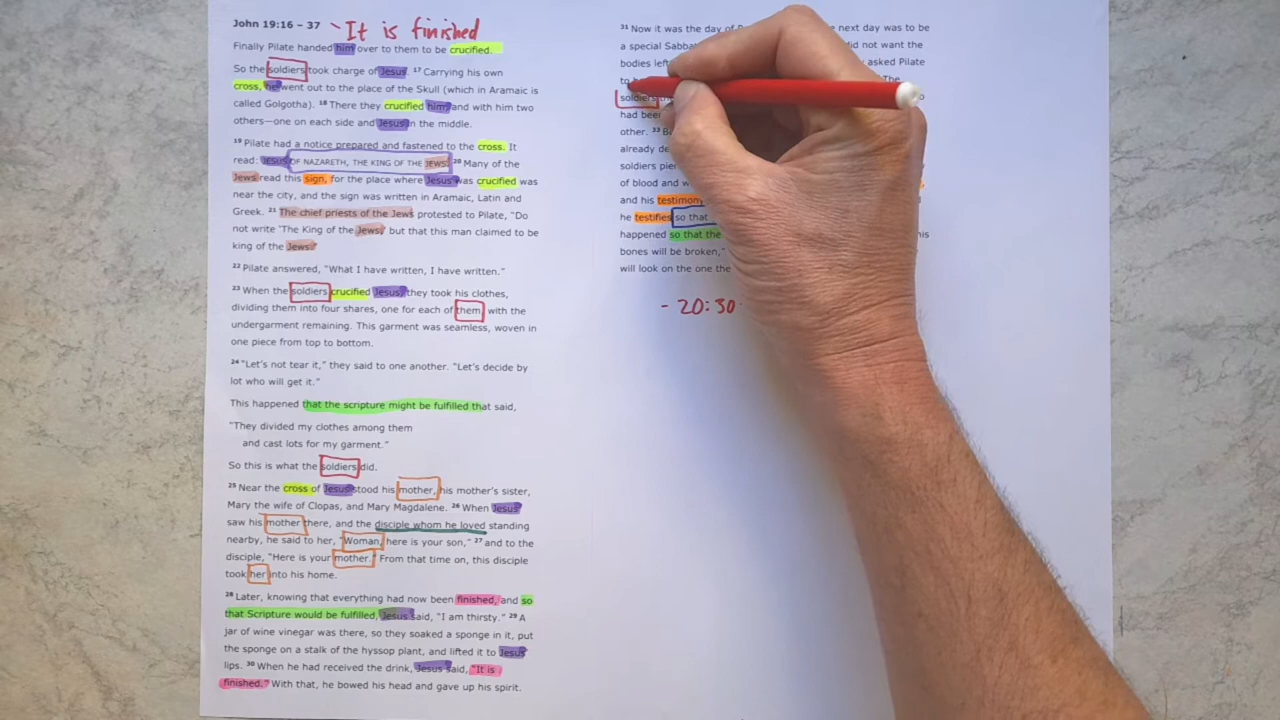 John 19:16 – 37 - It is finished
Finally Pilate handed him over to them to be crucified.
So the soldiers took charge of Jesus. 17 Carrying his own
cross, he went out to the place of the Skull (which in Aramaic is
called Golgotha). 18 There they crucified him, and with him two
others—one on each side and Jesus in the middle.
19 Pilate had a notice prepared and fastened to the cross. It
read: Jesus OF NAZARETH, THE KING OF THE JEWS. 20 Many of the
Jews read this sign, for the place where Jesus was crucified was
near the city, and the sign was written in Aramaic, Latin and
Greek. 21 The chief priests of the Jews protested to Pilate, "Do
not write 'The King of the Jews,' but that this man claimed to be
king of the Jews."
22 Pilate answered, "What I have written, I have written."
23 When the soldiers crucified Jesus, they took his clothes,
dividing them into four shares, one for each of them, with the
undergarment remaining. This garment was seamless, woven in
one piece from top to bottom.
24 "Let's not tear it," they said to one another. "Let's decide by
lot who will get it."
This happened that the scripture might be fulfilled that said,
"They divided my clothes among them
and cast lots for my garment."
So this is what the soldiers did.
25 Near the cross of Jesus stood his mother, his mother's sister,
Mary the wife of Clopas, and Mary Magdalene. 26 When Jesus
saw his mother there, and the disciple whom he loved standing
nearby, he said to her, "Woman, here is your son," 27 and to the
disciple, "Here is your mother." From that time on, this disciple
took her into his home.
28 Later, knowing that everything had now been finished, and so
that Scripture would be fulfilled, Jesus said, "I am thirsty." 29 A
jar of wine vinegar was there, so they soaked a sponge in it, put
the sponge on a stalk of the hyssop plant, and lifted it to Jesus'
lips. 30 When he had received the drink, Jesus said, "It is
finished." With that, he bowed his head and gave up his spirit.
31 Now it was the day of next day was to be
a special did not want the
bodies asked Pilate
to The
soldiers
had been
other. 33
already
soldiers
of blood and
and his testimony
he testifies so that
happened so that the
bones will be broken,"
will look on the one the
- 20:30